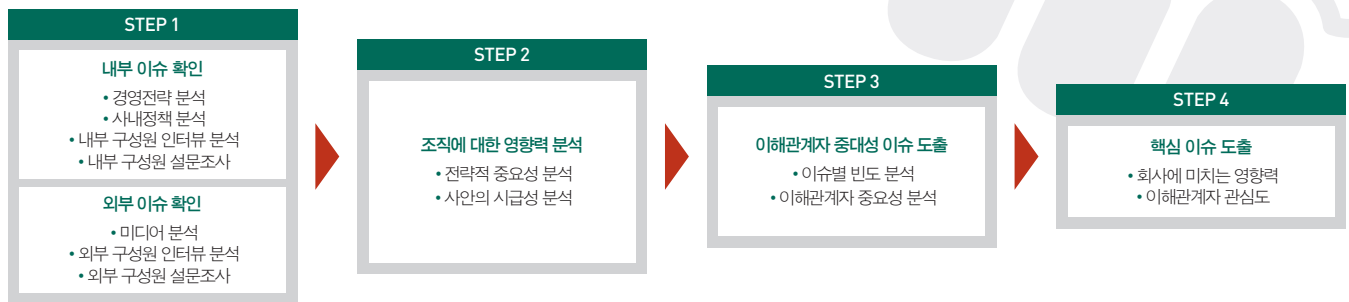 STEP 1
내부 이슈 확인
• 경영전략 분석
• 사내정책 분석
• 내부 구성원 인터뷰 분석
• 내부 구성원 설문조사
외부 이슈 확인
• 미디어 분석
• 외부 구성원 인터뷰 분석
• 외부 구성원 설문조사
STEP 2
조직에 대한 영향력 분석
• 전략적 중요성 분석
• 사안의 시급성 분석
STEP 3
이해관계자 중대성 이슈 도출
• 이슈별 빈도 분석
• 이해관계자 중요성 분석
STEP 4
핵심 이슈 도출
• 회사에 미치는 영향력
• 이해관계자 관심도